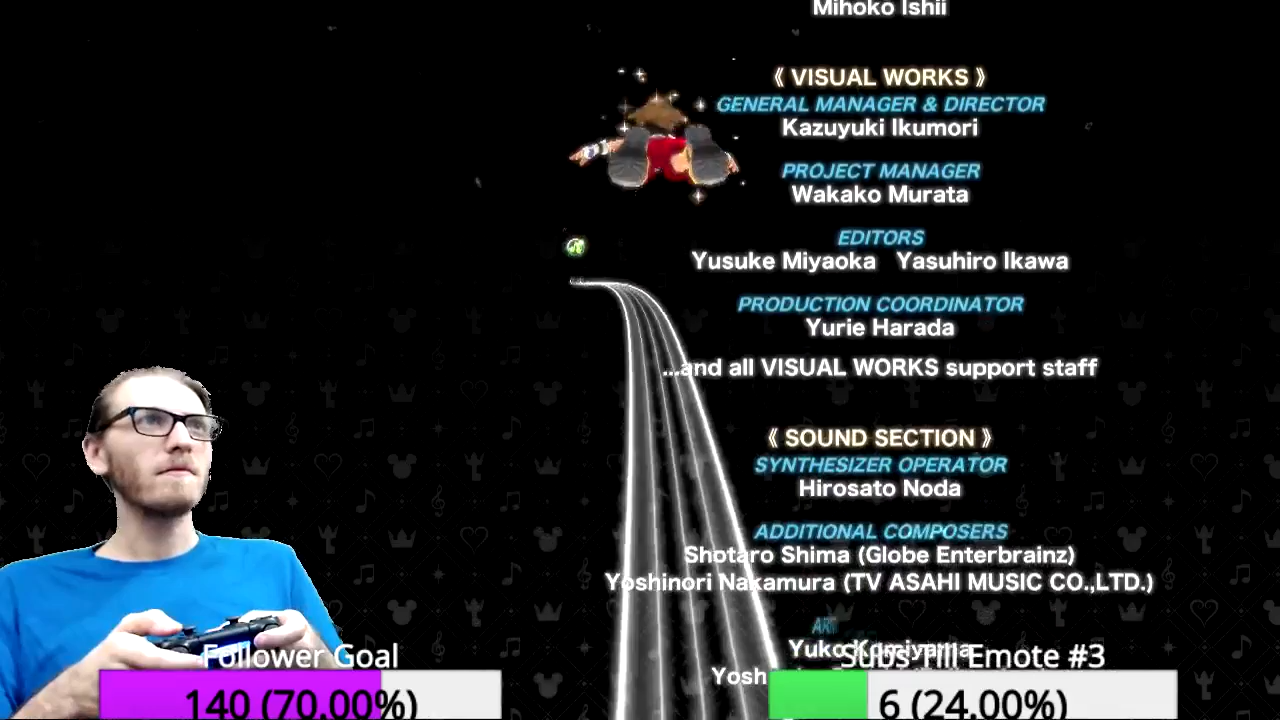 Mihoko Ishii
《 VISUAL WORKS 》
GENERAL MANAGER & DIRECTOR
Kazuyuki Ikumori
PROJECT MANAGER
Wakako Murata
EDITORS
Yusuke Miyaoka Yasuhiro Ikawa
PRODUCTION COORDINATOR
Yurie Harada
...and all VISUAL WORKS support staff
《 SOUND SECTION 》
SYNTHESIZER OPERATOR
Hirosato Noda
ADDITIONAL COMPOSERS
Shotaro Shima (Globe Enterbrainz)
Yoshinori Nakamura (TV ASAHI MUSIC CO.,LTD.)
Yuko Komiyama
Yosh
Follower Goal
140 (70.00%)
Subs Till Emote #3
6 (24.00%)